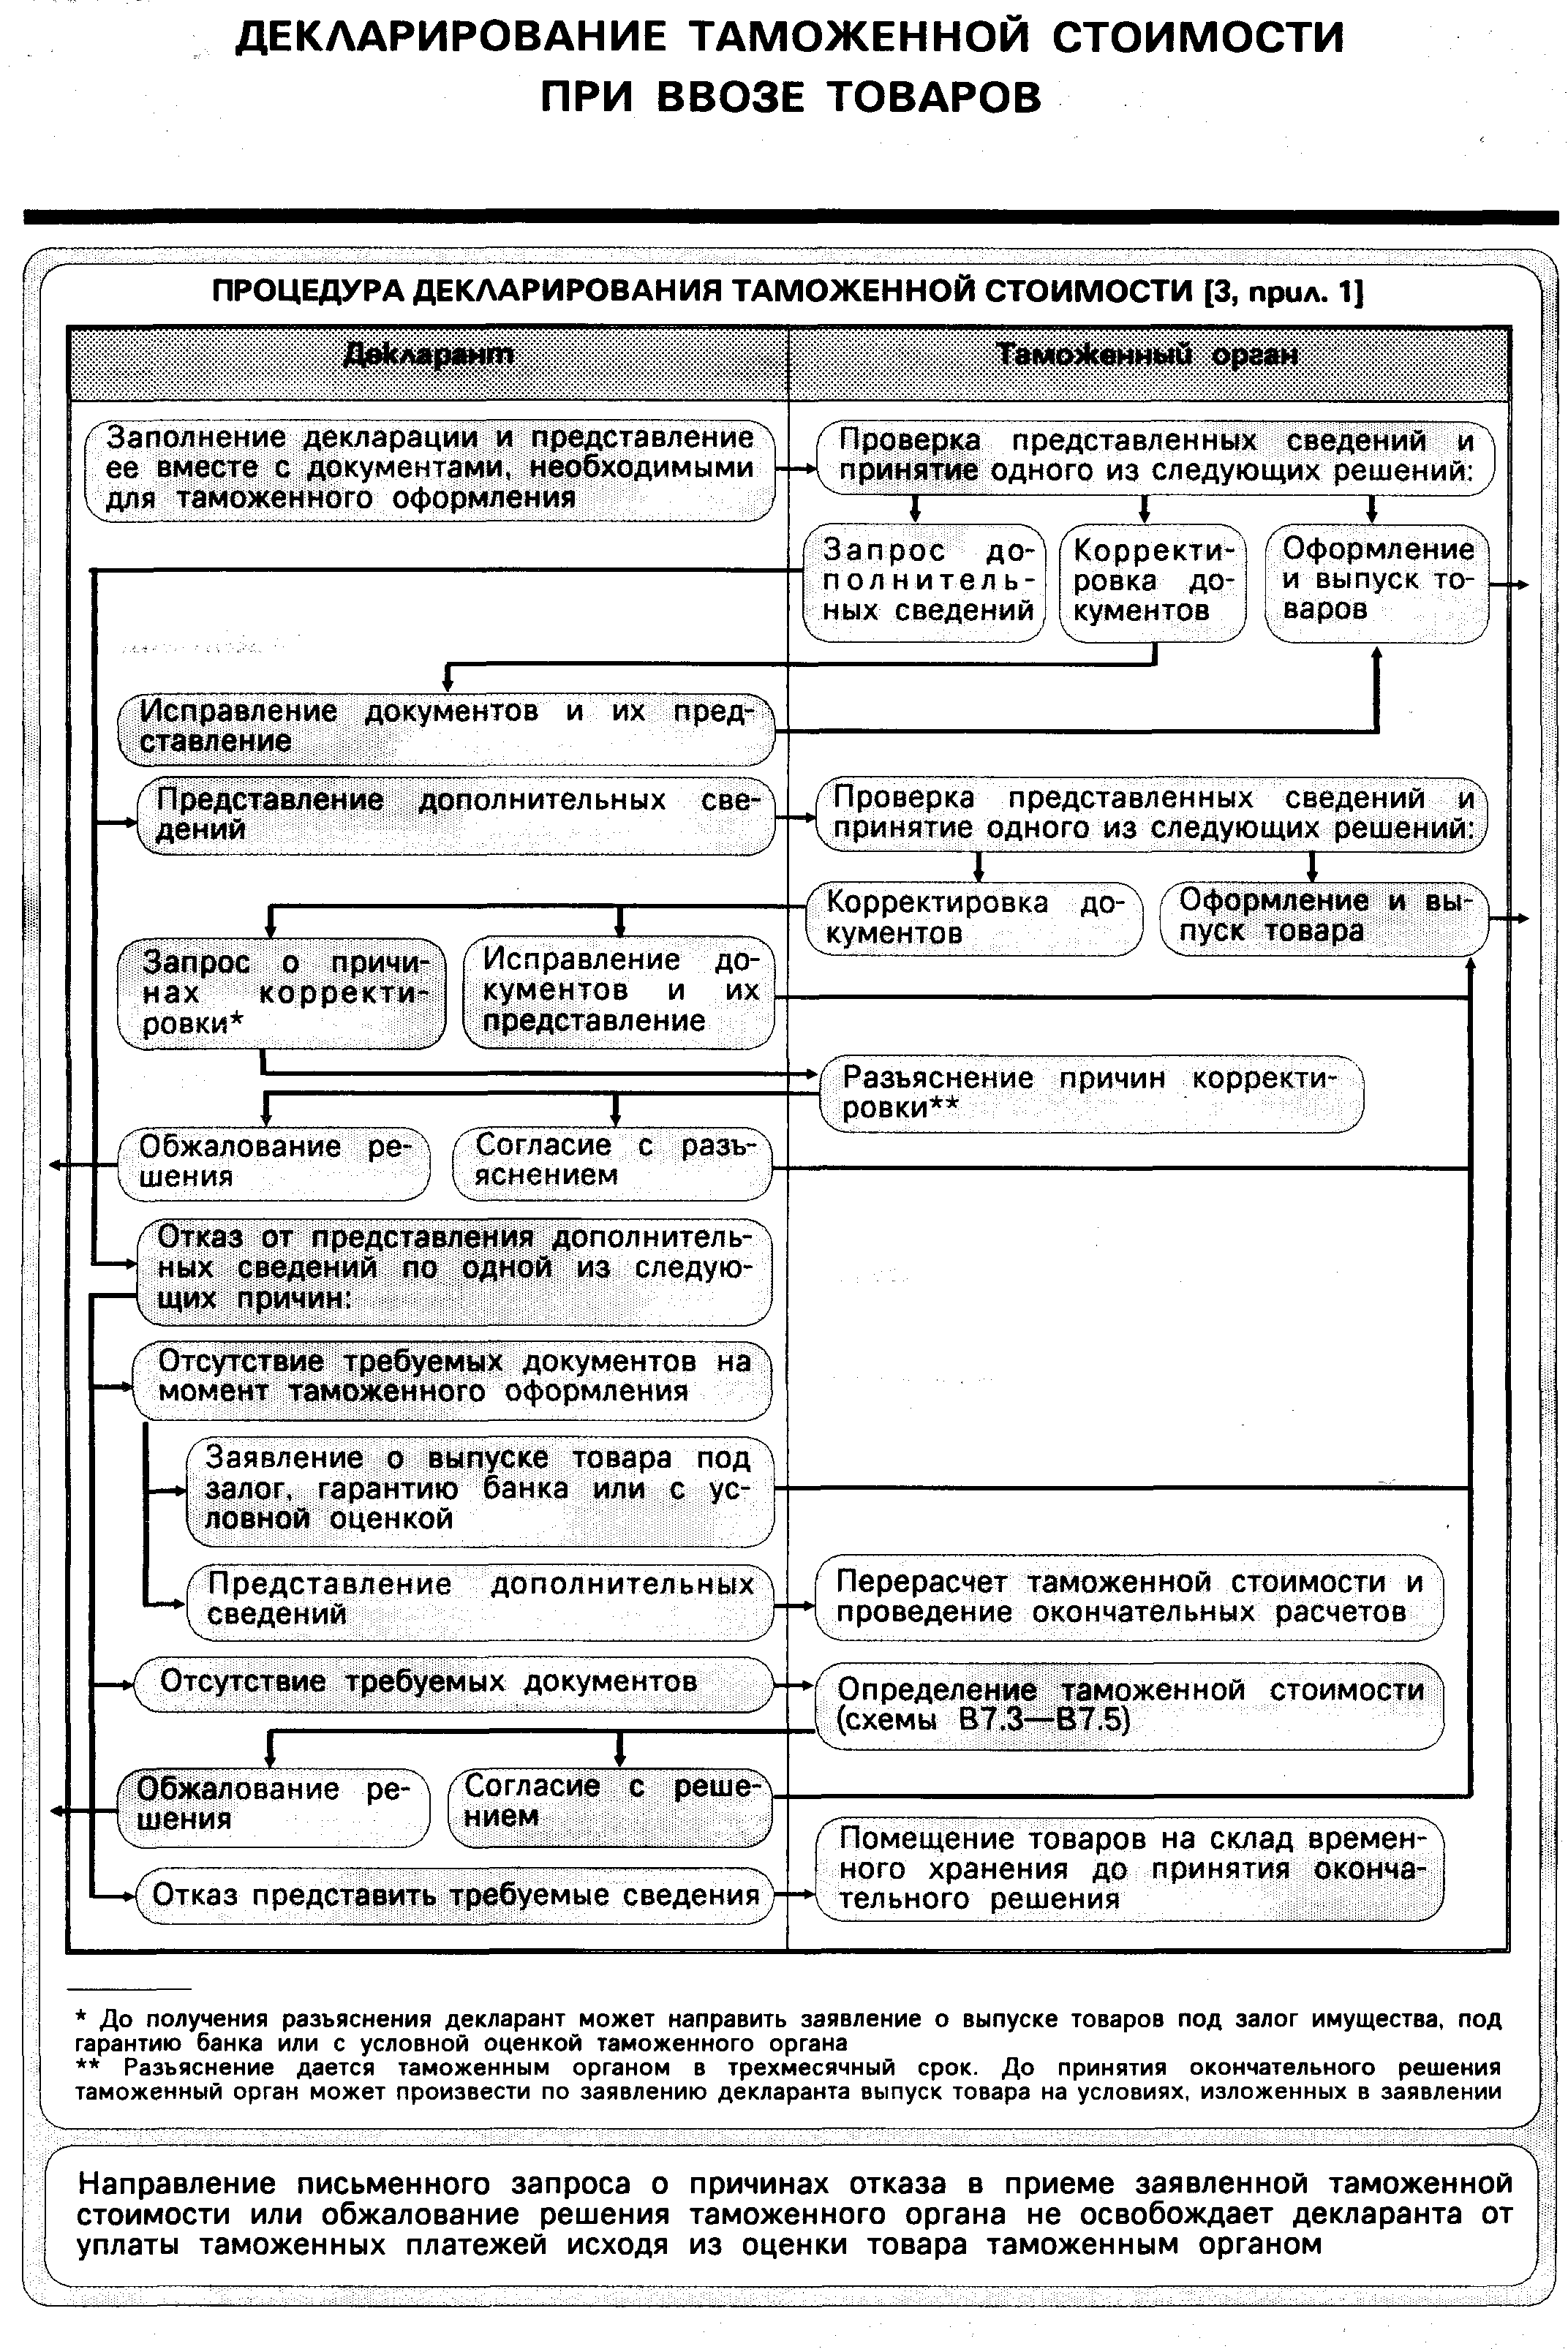 ДЕКЛАРИРОВАНИЕ ТАМОЖЕННОЙ СТОИМОСТИ
ПРИ ВВОЗЕ ТОВАРОВ
ПРОЦЕДУРА ДЕКЛАРИРОВАНИЯ ТАМОЖЕННОЙ СТОИМОСТИ [3, прил. 1]
Декларант
Таможенный орган
Заполнение декларации и представление
ее вместе с документами, необходимыми
для таможенного оформления
Проверка представленных сведений и
принятие одного из следующих решений:
Запрос до-
полнитель-
ных сведений
Корректи-
ровка до-
кументов
Оформление
и выпуск то-
варов
Исправление документов и их пред-
ставление
Представление дополнительных све-
дений
Проверка представленных сведений и
принятие одного из следующих решений:
Корректировка до-
кументов
Оформление и вы-
пуск товара
Запрос о причи-
нах корректи-
ровки*
Исправление до-
кументов и их
представление
Разъяснение причин корректи-
ровки**
Обжалование ре-
шения
Согласие с разъ-
яснением
Отказ от представления дополнитель-
ных сведений по одной из следую-
щих причин:
Отсутствие требуемых документов на
момент таможенного оформления
Заявление о выпуске товара под
залог, гарантию банка или с ус-
ловной оценкой
Представление дополнительных
сведений
Перерасчет таможенной стоимости и
проведение окончательных расчетов
Отсутствие требуемых документов
Определение таможенной стоимости
(схемы В7.3—В7.5)
Обжалование ре-
шения
Согласие с реше-
нием
Отказ представить требуемые сведения
Помещение товаров на склад времен-
ного хранения до принятия оконча-
тельного решения
* До получения разъяснения декларант может направить заявление о выпуске товаров под залог имущества, под
гарантию банка или с условной оценкой таможенного органа
** Разъяснение дается таможенным органом в трехмесячный срок. До принятия окончательного решения
таможенный орган может произвести по заявлению декларанта выпуск товара на условиях, изложенных в заявлении
Направление письменного запроса о причинах отказа в приеме заявленной таможенной
стоимости или обжалование решения таможенного органа не освобождает декларанта от
уплаты таможенных платежей исходя из оценки товара таможенным органом